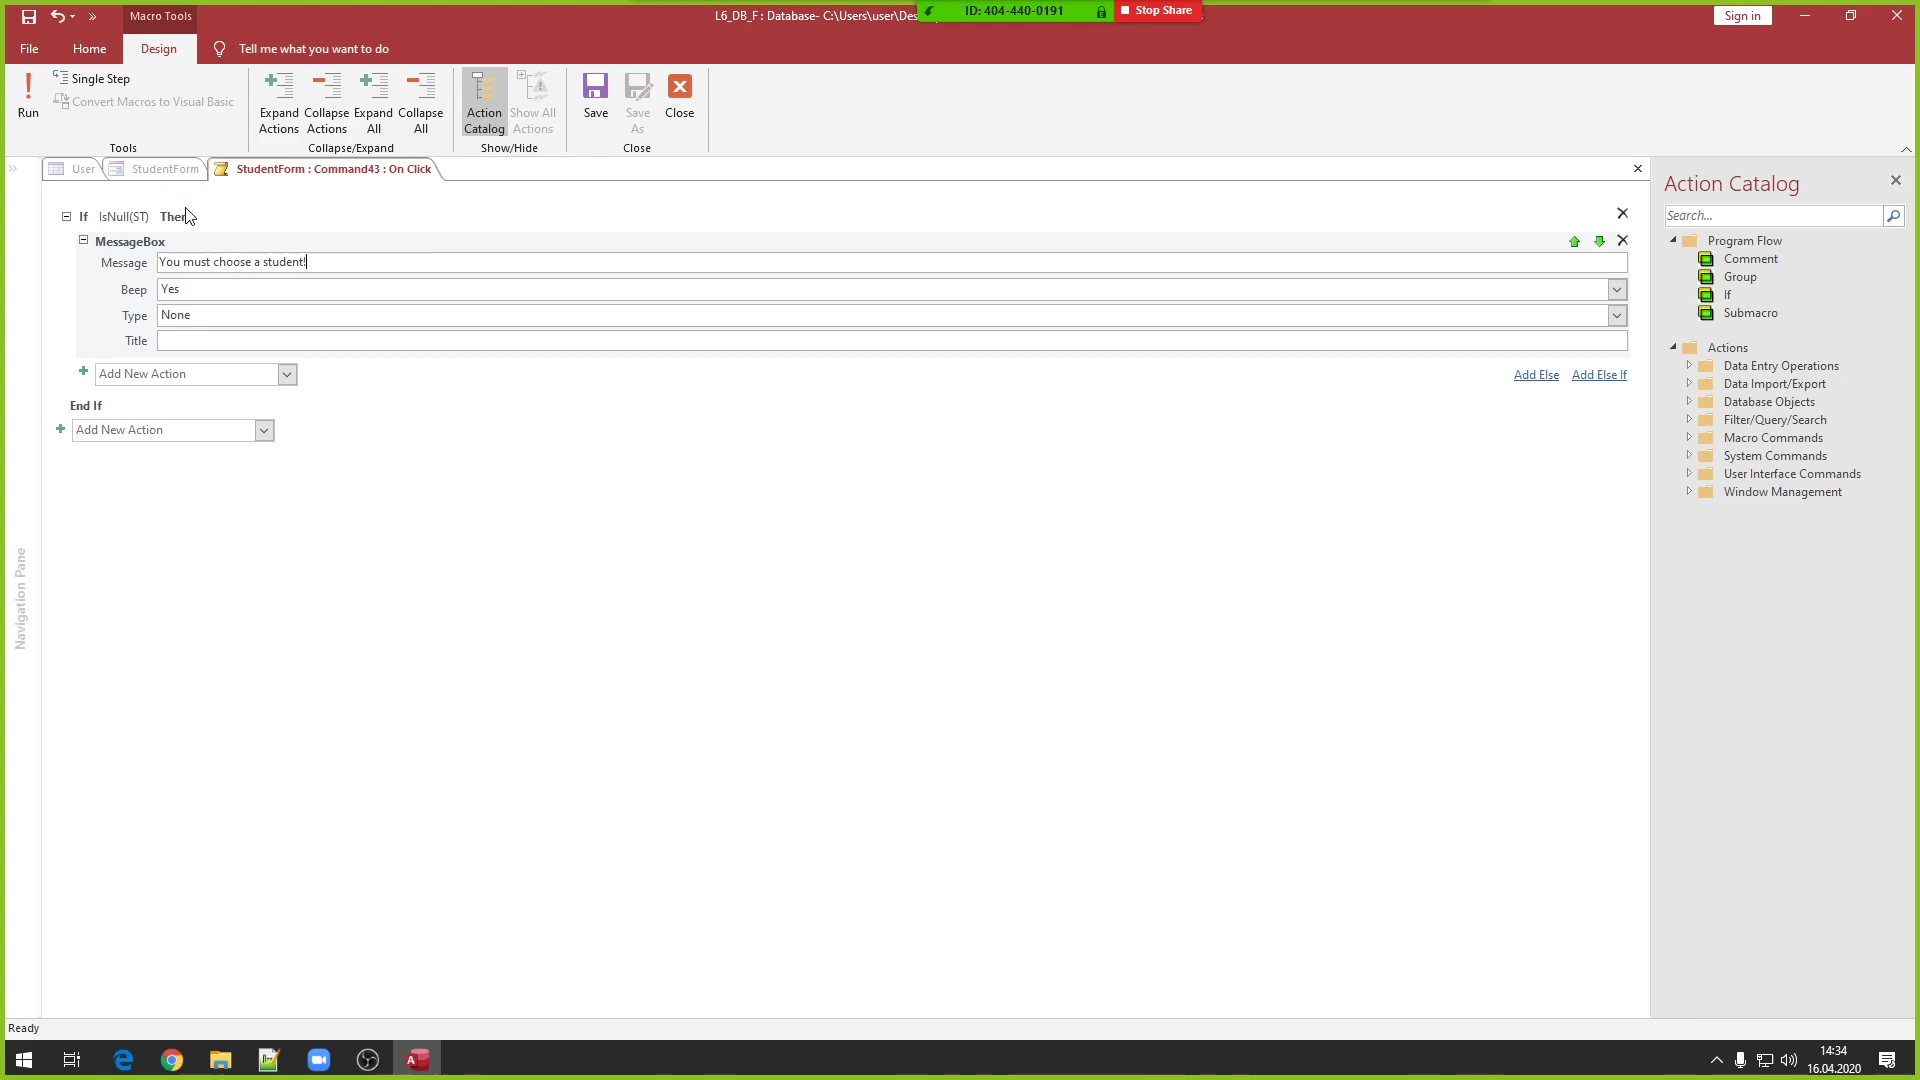 Macro Tools
L6_DB_F : Database- C:\Users\user\Des
ID: 404-440-0191
Stop Share
Sign in
File
Home
Design
Tell me what you want to do
Run
Single Step
Convert Macros to Visual Basic
Tools
Expand Actions
Collapse Actions
Expand All
Collapse All
Collapse/Expand
Action Catalog
Show All Actions
Show/Hide
Save
Save As
Close
Close
User
StudentForm
StudentForm : Command43 : On Click
If IsNull(ST) Then
MessageBox
Message You must choose a student!
Beep Yes
Type None
Title
Add New Action
Add Else Add Else If
End If
Add New Action
Navigation Pane
Action Catalog
Search...
Program Flow
Comment
Group
If
Submacro
Actions
Data Entry Operations
Data Import/Export
Database Objects
Filter/Query/Search
Macro Commands
System Commands
User Interface Commands
Window Management
Ready
14:34
16.04.2020